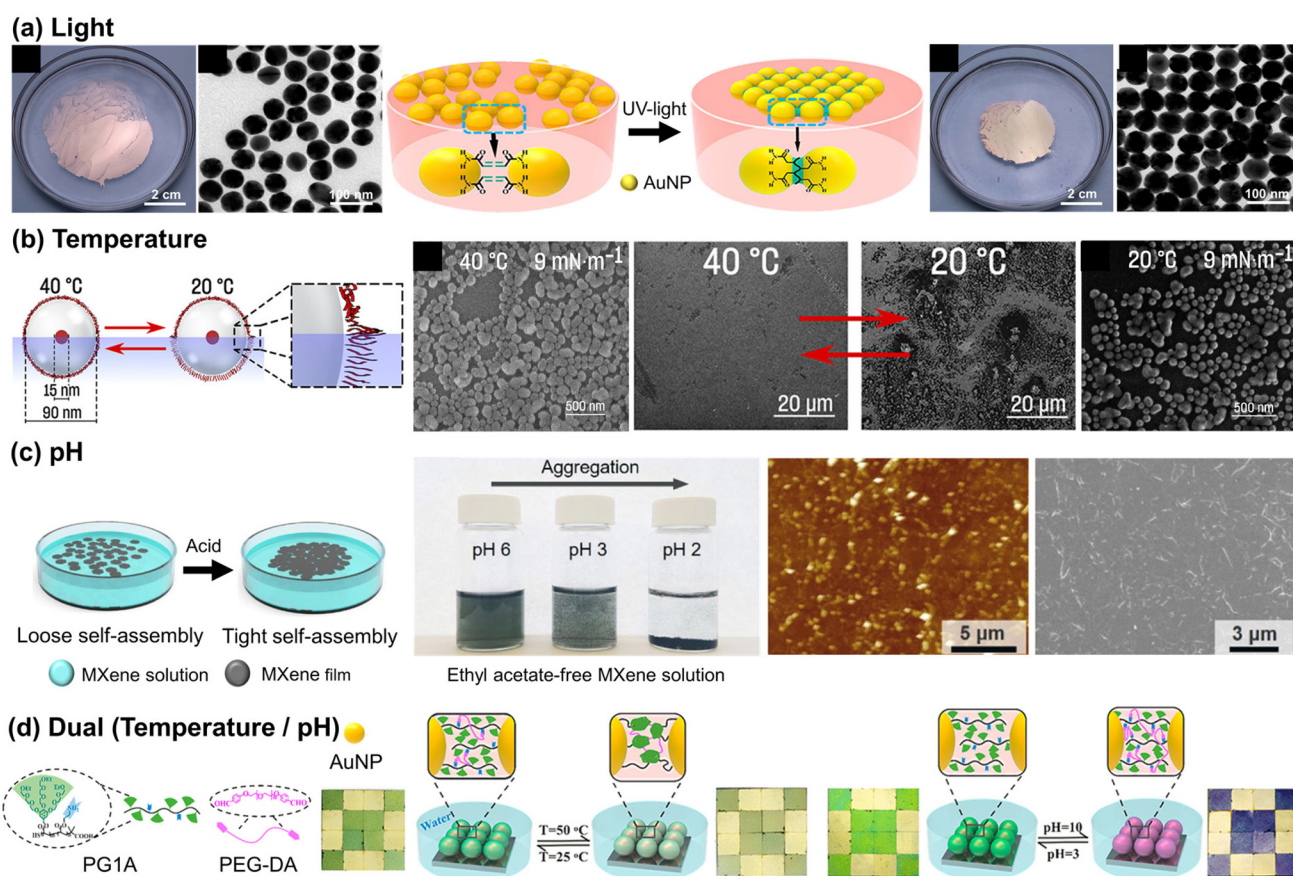 (a) Light
2 cm
100 nm
UV-light
AuNP
2 cm
100 nm
(b) Temperature
40 °C
20 °C
15 nm
90 nm
40 °C 9 mN·m⁻¹
500 nm
40 °C
20 µm
20 °C
20 µm
20 °C 9 mN·m⁻¹
500 nm
(c) pH
Acid
Loose self-assembly
Tight self-assembly
MXene solution
MXene film
Aggregation
pH 6
pH 3
pH 2
Ethyl acetate-free MXene solution
5 µm
3 µm
(d) Dual (Temperature / pH)
AuNP
PG1A
OHC
CHO
PEG-DA
Water
T=50 °C
T=25 °C
pH=10
pH=3